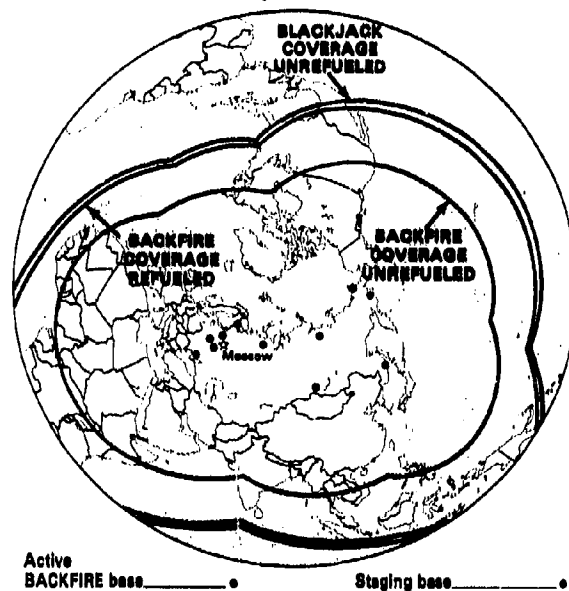 BLACKJACK
COVERAGE
UNREFUELED
BACKFIRE
COVERAGE
REFUELED
BACKFIRE
COVERAGE
UNREFUELED
Moscow
Active
BACKFIRE base
Staging base